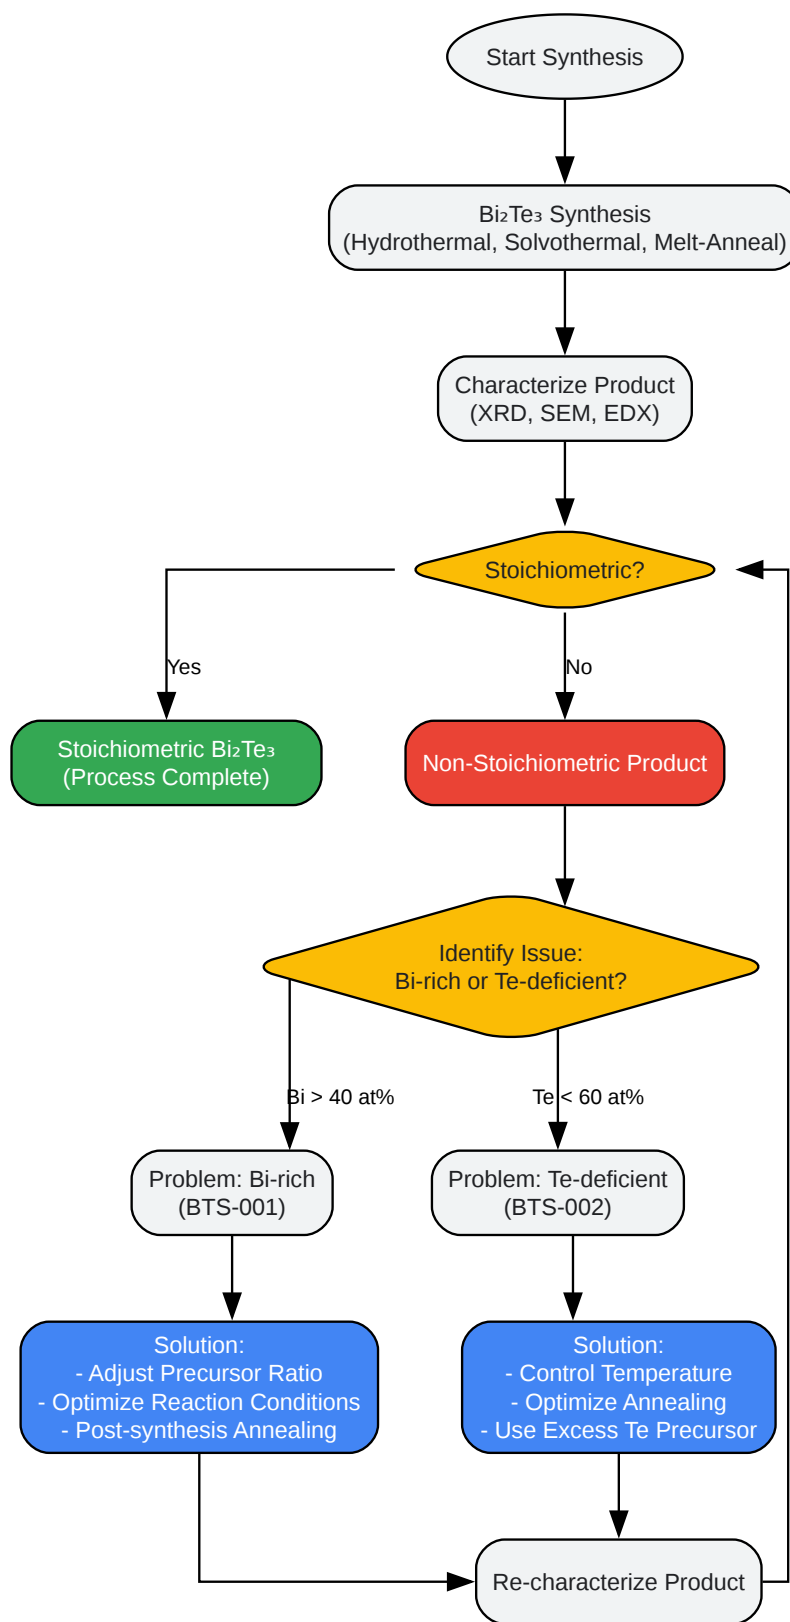 Start Synthesis
Bi₂Te₃ Synthesis
(Hydrothermal, Solvothermal, Melt-Anneal)
Characterize Product
(XRD, SEM, EDX)
Stoichiometric?
Yes
No
Stoichiometric Bi₂Te₃
(Process Complete)
Non-Stoichiometric Product
Identify Issue:
Bi-rich or Te-deficient?
Bi > 40 at%
Te < 60 at%
Problem: Bi-rich
(BTS-001)
Problem: Te-deficient
(BTS-002)
Solution:
- Adjust Precursor Ratio
- Optimize Reaction Conditions
- Post-synthesis Annealing
Solution:
- Control Temperature
- Optimize Annealing
- Use Excess Te Precursor
Re-characterize Product